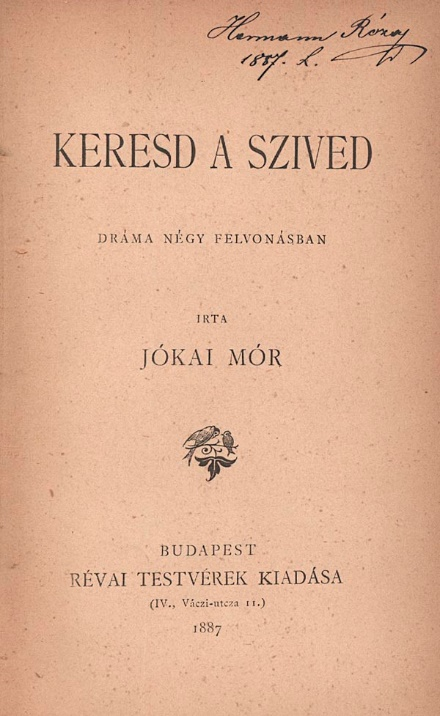 Hermann Róza
1887. L.
KERESD A SZIVED
DRÁMA NÉGY FELVONÁSBAN
IRTA
JÓKAI MÓR
BUDAPEST
RÉVAI TESTVÉREK KIADÁSA
(IV., Váczi-utcza 11.)
1887